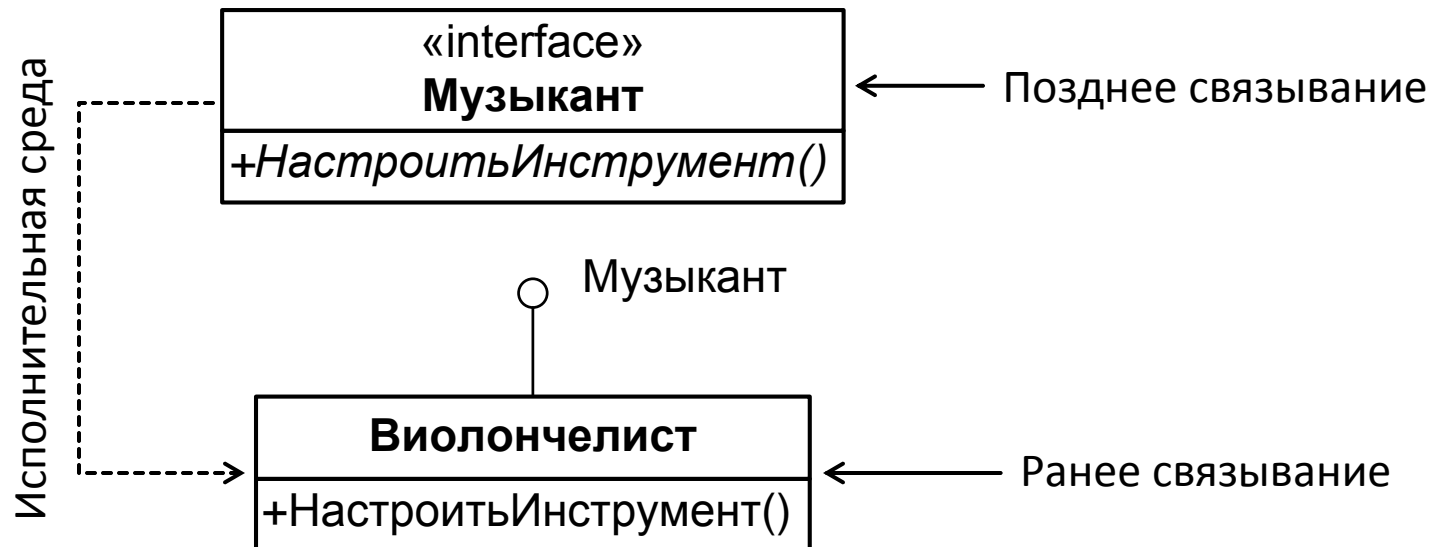 Исполнительная среда
«interface»
Музыкант
+НастроитьИнструмент()
Позднее связывание
Музыкант
Виолончелист
+НастроитьИнструмент()
Ранее связывание